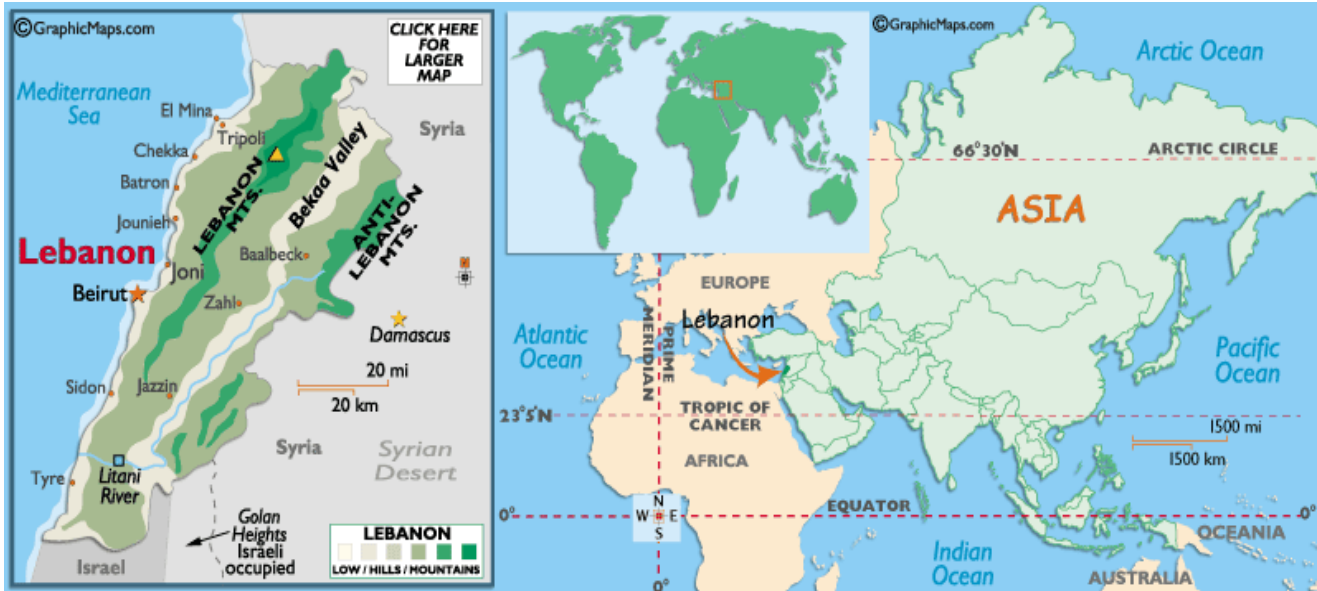 ©GraphicMaps.com
CLICK HERE
FOR
LARGER
MAP
Mediterranean
Sea
El Mina
Tripoli
Syria
Chekka
Batron
Jounieh
LEBANON
MTS.
Bekaa Valley
ANTI-
LEBANON
MTS.
Lebanon
Joni
Baalbeck
N
Beirut
Zahl
Damascus
20 mi
20 km
Sidon
Jazzin
Syria
Syrian
Desert
Tyre
Litani
River
Golan
Heights
Israeli
occupied
Israel
LEBANON
LOW / HILLS / MOUNTAINS
©GraphicMaps.com
Arctic Ocean
66°30'N
ARCTIC CIRCLE
ASIA
EUROPE
Lebanon
Atlantic
Ocean
MERIDIAN
PRIME
Pacific
Ocean
23°5'N
TROPIC OF
CANCER
1500 mi
1500 km
AFRICA
N
W E
S
0°
EQUATOR
0°
OCEANIA
Indian
Ocean
AUSTRALIA
0°